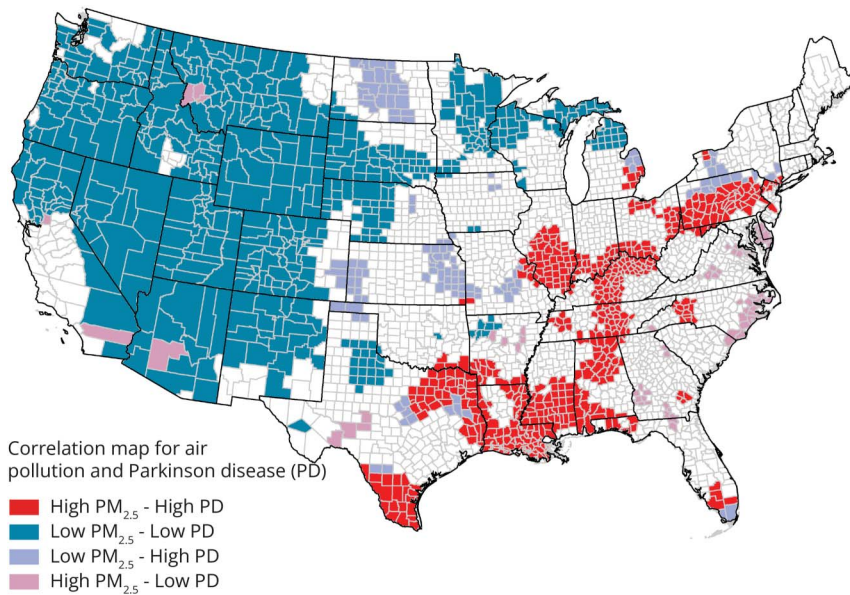 Correlation map for air
pollution and Parkinson disease (PD)
High PM2.5 - High PD
Low PM2.5 - Low PD
Low PM2.5 - High PD
High PM2.5 - Low PD